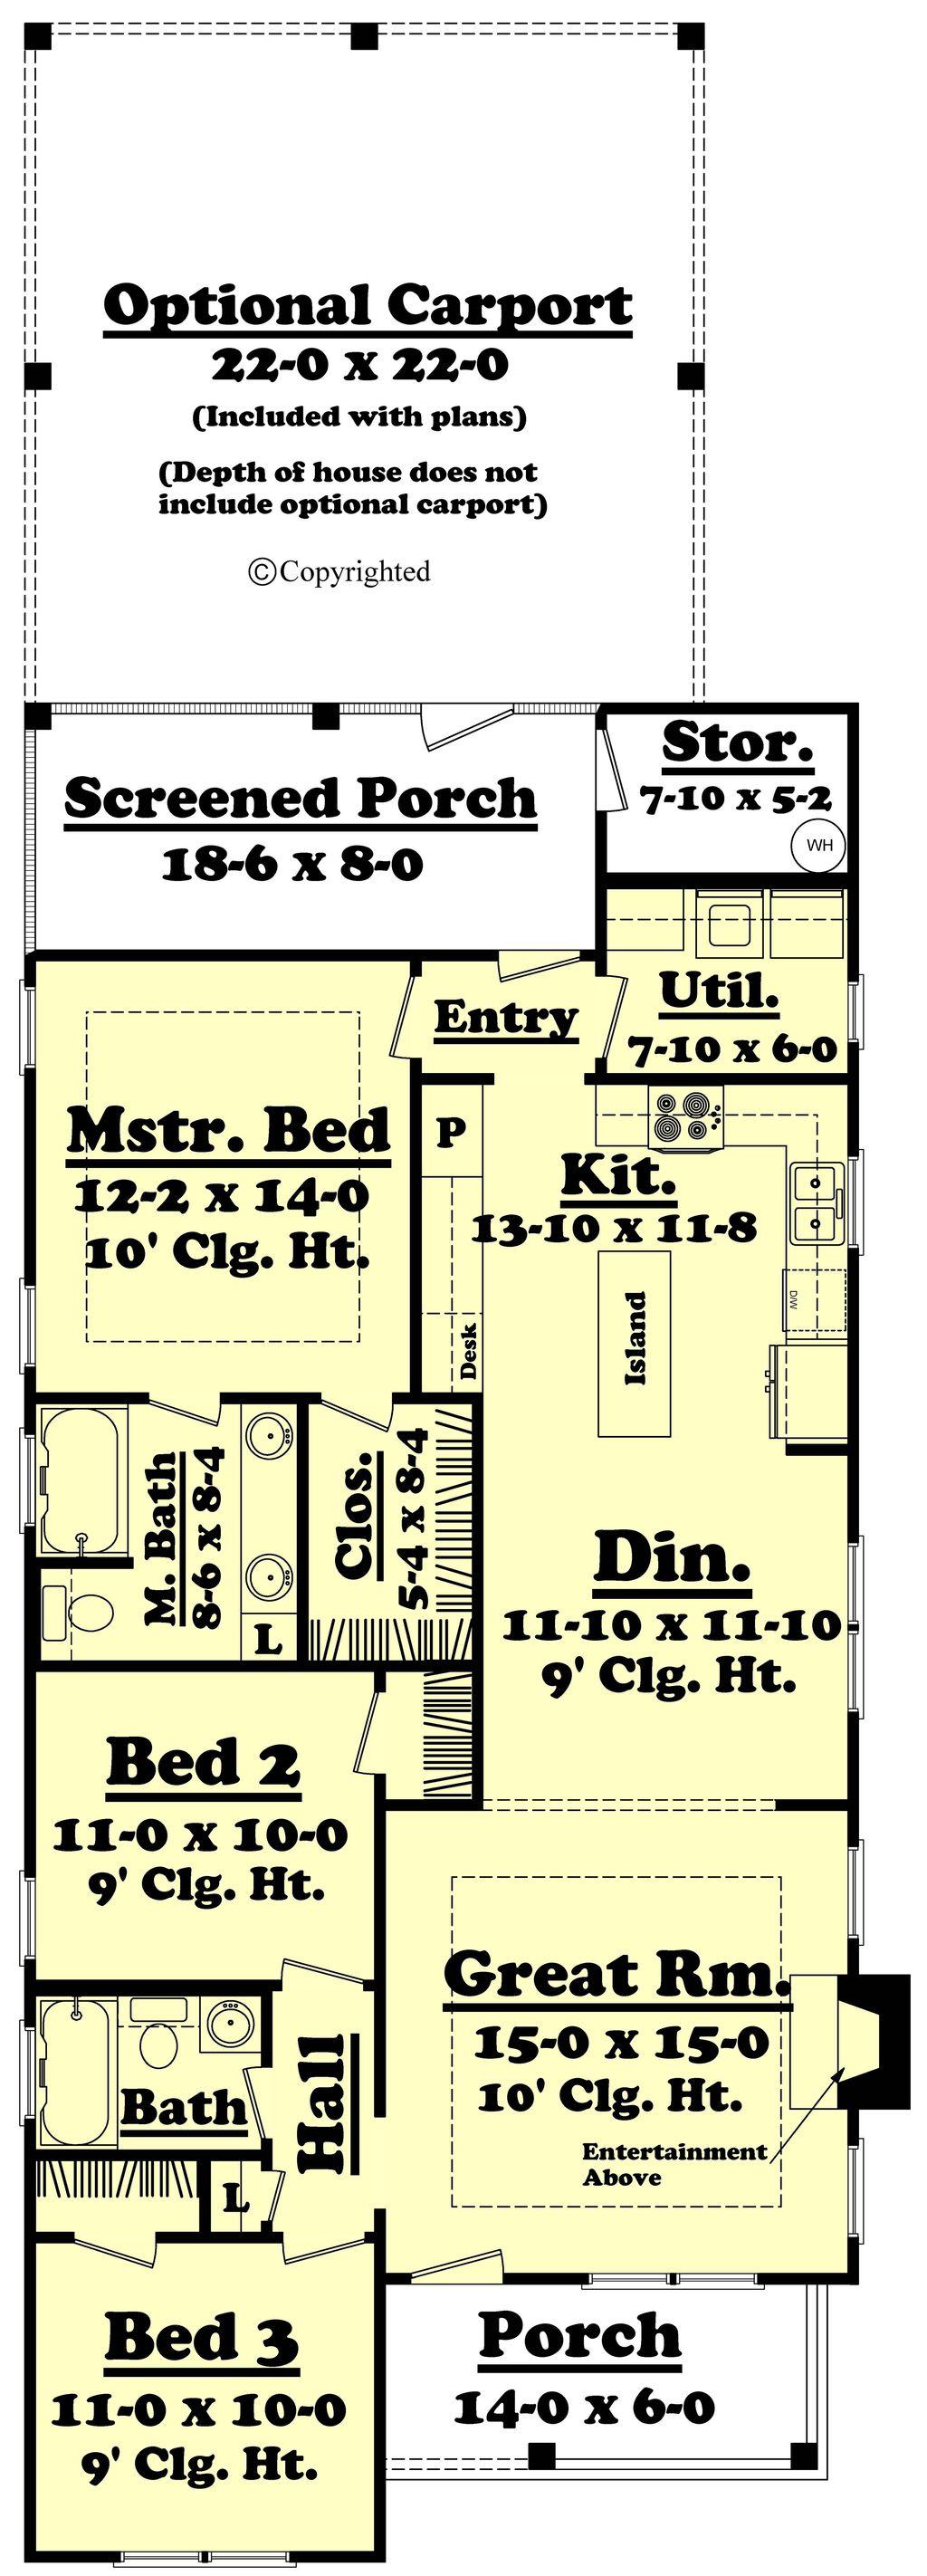 Optional Carport
22-0 x 22-0
(Included with plans)
(Depth of house does not
include optional carport)
©Copyrighted
Stor.
7-10 x 5-2
WH
Screened Porch
18-6 x 8-0
Util.
7-10 x 6-0
Entry
Mstr. Bed
12-2 x 14-0
10' Clg. Ht.
P
Kit.
13-10 x 11-8
Island
Desk
D/W
M. Bath
8-6 x 8-4
L
Clos.
5-4 x 8-4
Din.
11-10 x 11-10
9' Clg. Ht.
Bed 2
11-0 x 10-0
9' Clg. Ht.
Great Rm.
15-0 x 15-0
10' Clg. Ht.
Entertainment
Above
Bath
Hall
L
Bed 3
11-0 x 10-0
9' Clg. Ht.
Porch
14-0 x 6-0